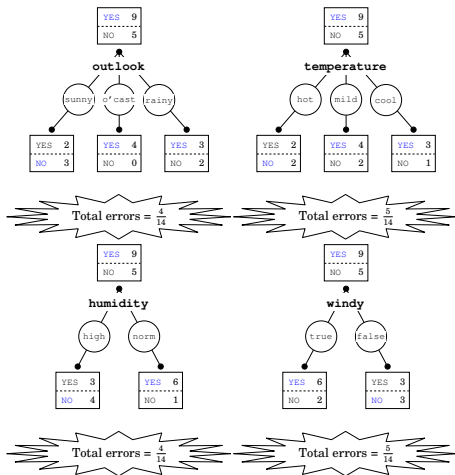 YES 9
NO 5
outlook
sunny o'cast rainy
YES 2
NO 3
YES 4
NO 0
YES 3
NO 2
Total errors = 4/14
YES 9
NO 5
temperature
hot mild cool
YES 2
NO 2
YES 4
NO 2
YES 3
NO 1
Total errors = 5/14
YES 9
NO 5
humidity
high norm
YES 3
NO 4
YES 6
NO 1
Total errors = 4/14
YES 9
NO 5
windy
true false
YES 6
NO 2
YES 3
NO 3
Total errors = 5/14